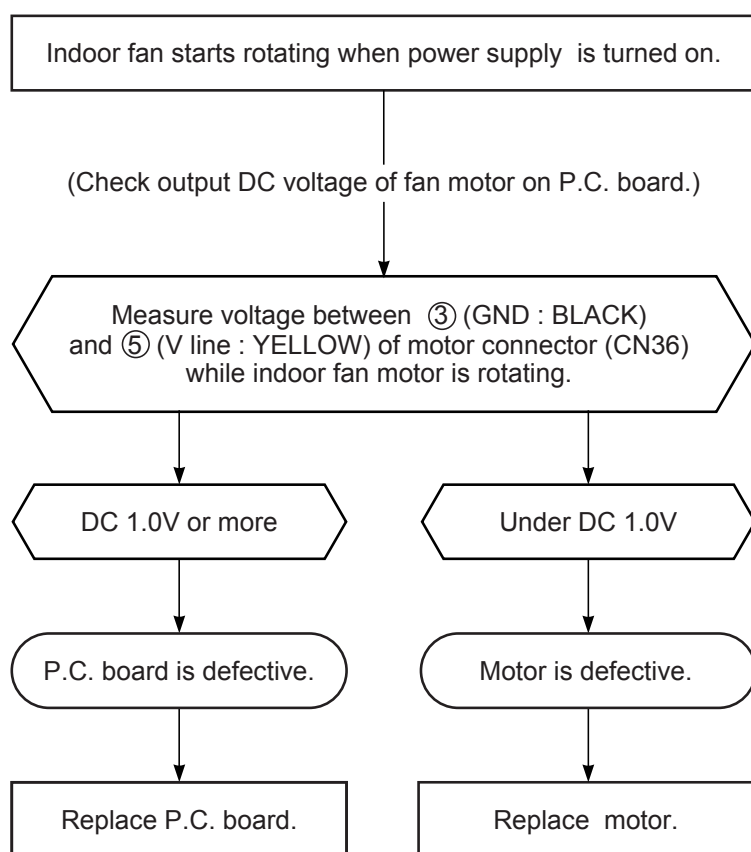 Indoor fan starts rotating when power supply is turned on.
(Check output DC voltage of fan motor on P.C. board.)
Measure voltage between ③ (GND : BLACK)
and ⑤ (V line : YELLOW) of motor connector (CN36)
while indoor fan motor is rotating.
DC 1.0V or more
Under DC 1.0V
P.C. board is defective.
Motor is defective.
Replace P.C. board.
Replace motor.